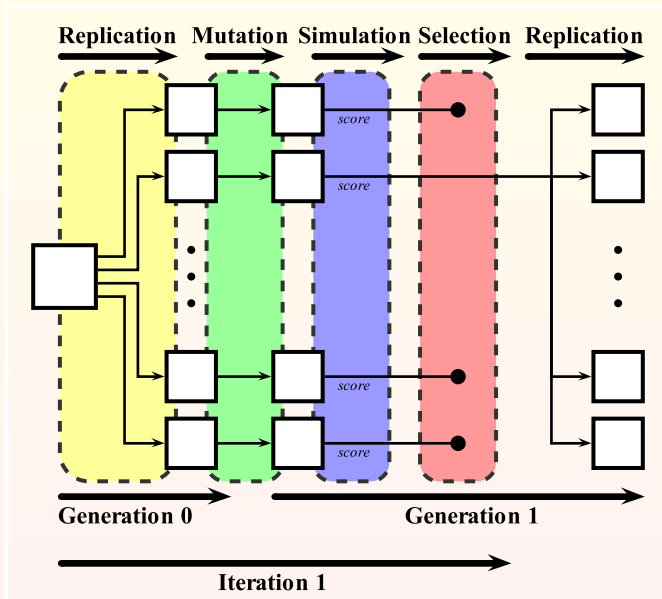 Replication Mutation Simulation Selection Replication
score
score
score
score
Generation 0 Generation 1
Iteration 1